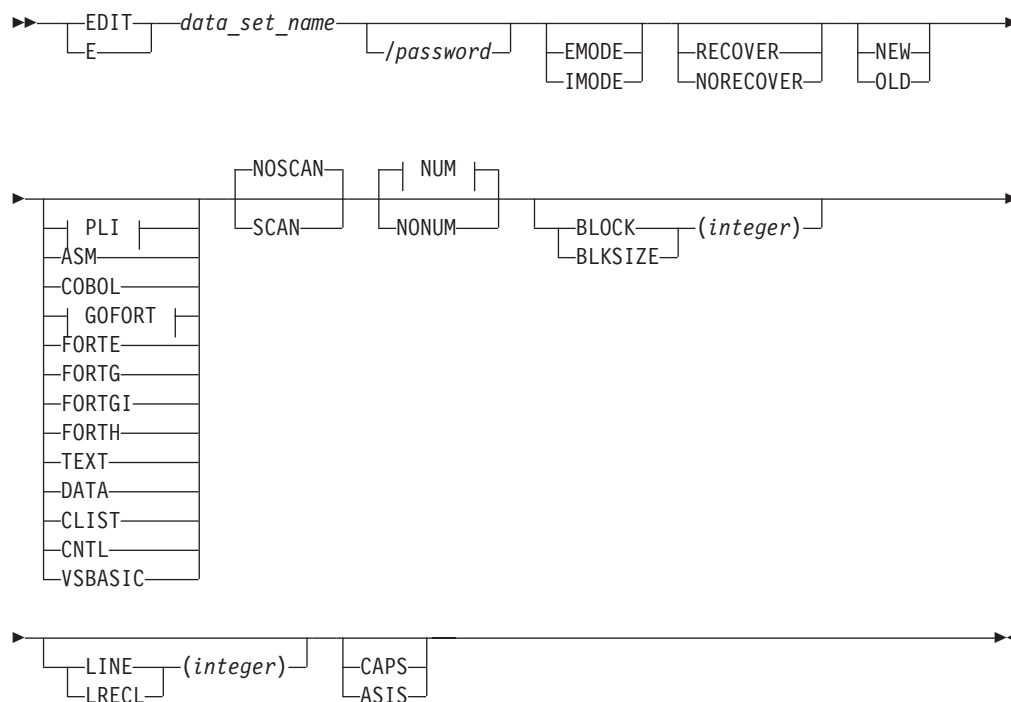 EDIT data_set_name
E /password EMODE RECOVER NEW
IMODE NORECOVER OLD
NOSCAN NUM
PLI SCAN NONUM BLOCK (integer)
ASM BLKSIZE
COBOL
GOFORT
FORTE
FORTG
FORTGI
FORTH
TEXT
DATA
CLIST
CNTL
VSBASIC
LINE (integer) CAPS
LRECL ASIS